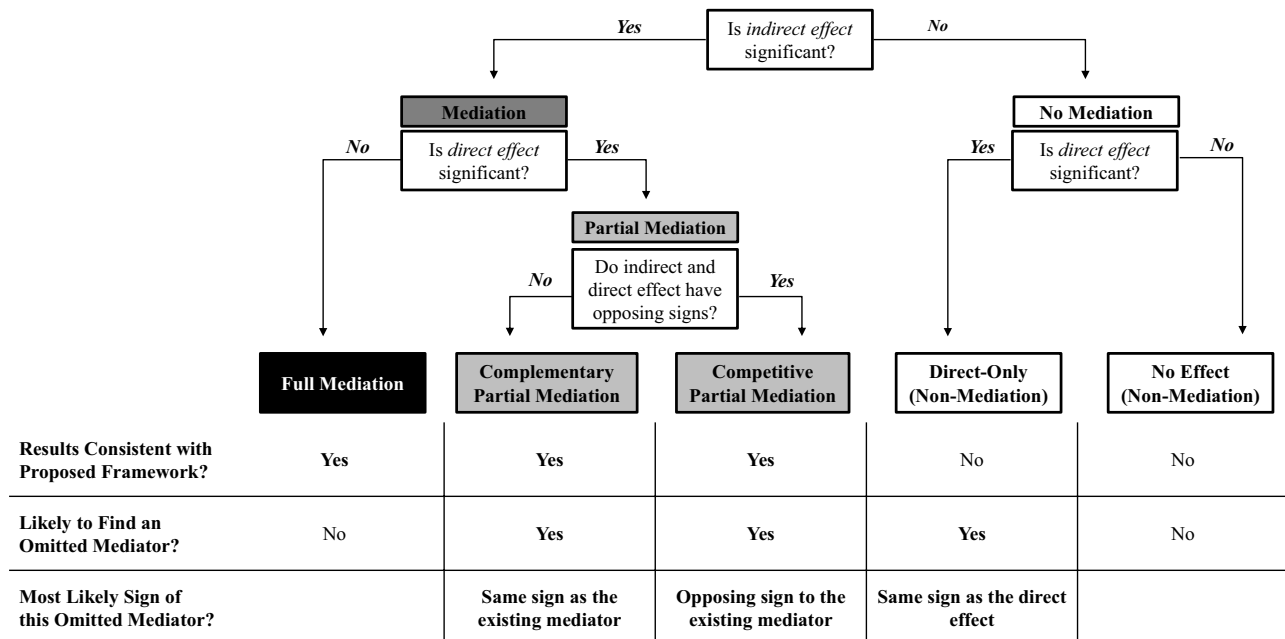 Yes
Is indirect effect
significant?
No
Mediation
No Mediation
No
Is direct effect
significant?
Yes
Yes
Is direct effect
significant?
No
Partial Mediation
No
Do indirect and
direct effect have
opposing signs?
Yes
Full Mediation
Complementary
Partial Mediation
Competitive
Partial Mediation
Direct-Only
(Non-Mediation)
No Effect
(Non-Mediation)
Results Consistent with
Proposed Framework?
Yes
Yes
Yes
No
No
Likely to Find an
Omitted Mediator?
No
Yes
Yes
Yes
No
Most Likely Sign of
this Omitted Mediator?
Same sign as the
existing mediator
Opposing sign to the
existing mediator
Same sign as the direct
effect